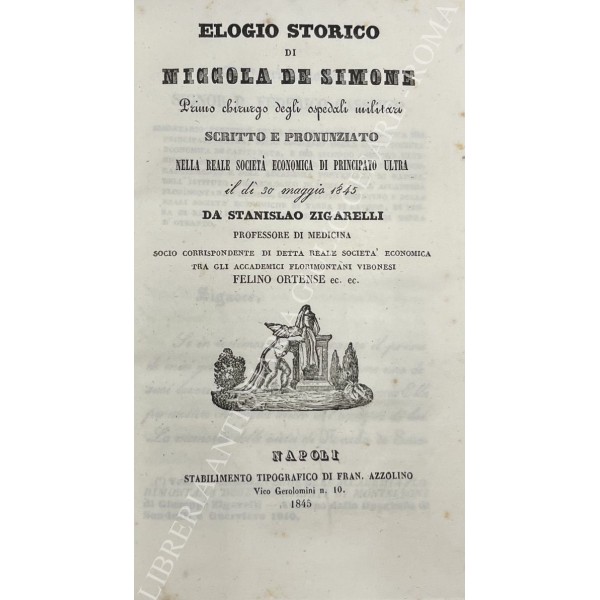 ELOGIO STORICO
DI
NICCOLA DE SIMONE
Primo chirurgo degli ospedali militari
SCRITTO E PRONUNZIATO
NELLA REALE SOCIETÀ ECONOMICA DI PRINCIPATO ULTRA
il dì 30 maggio 1845
DA STANISLAO ZIGARELLI
PROFESSORE DI MEDICINA
SOCIO CORRISPONDENTE DI DETTA REALE SOCIETA' ECONOMICA
TRA GLI ACCADEMICI FLORIMONTANI VIBONESI
FELINO ORTENSE ec. ec.
NAPOLI
STABILIMENTO TIPOGRAFICO DI FRAN. AZZOLINO
Vico Gerolomini n. 10.
1845